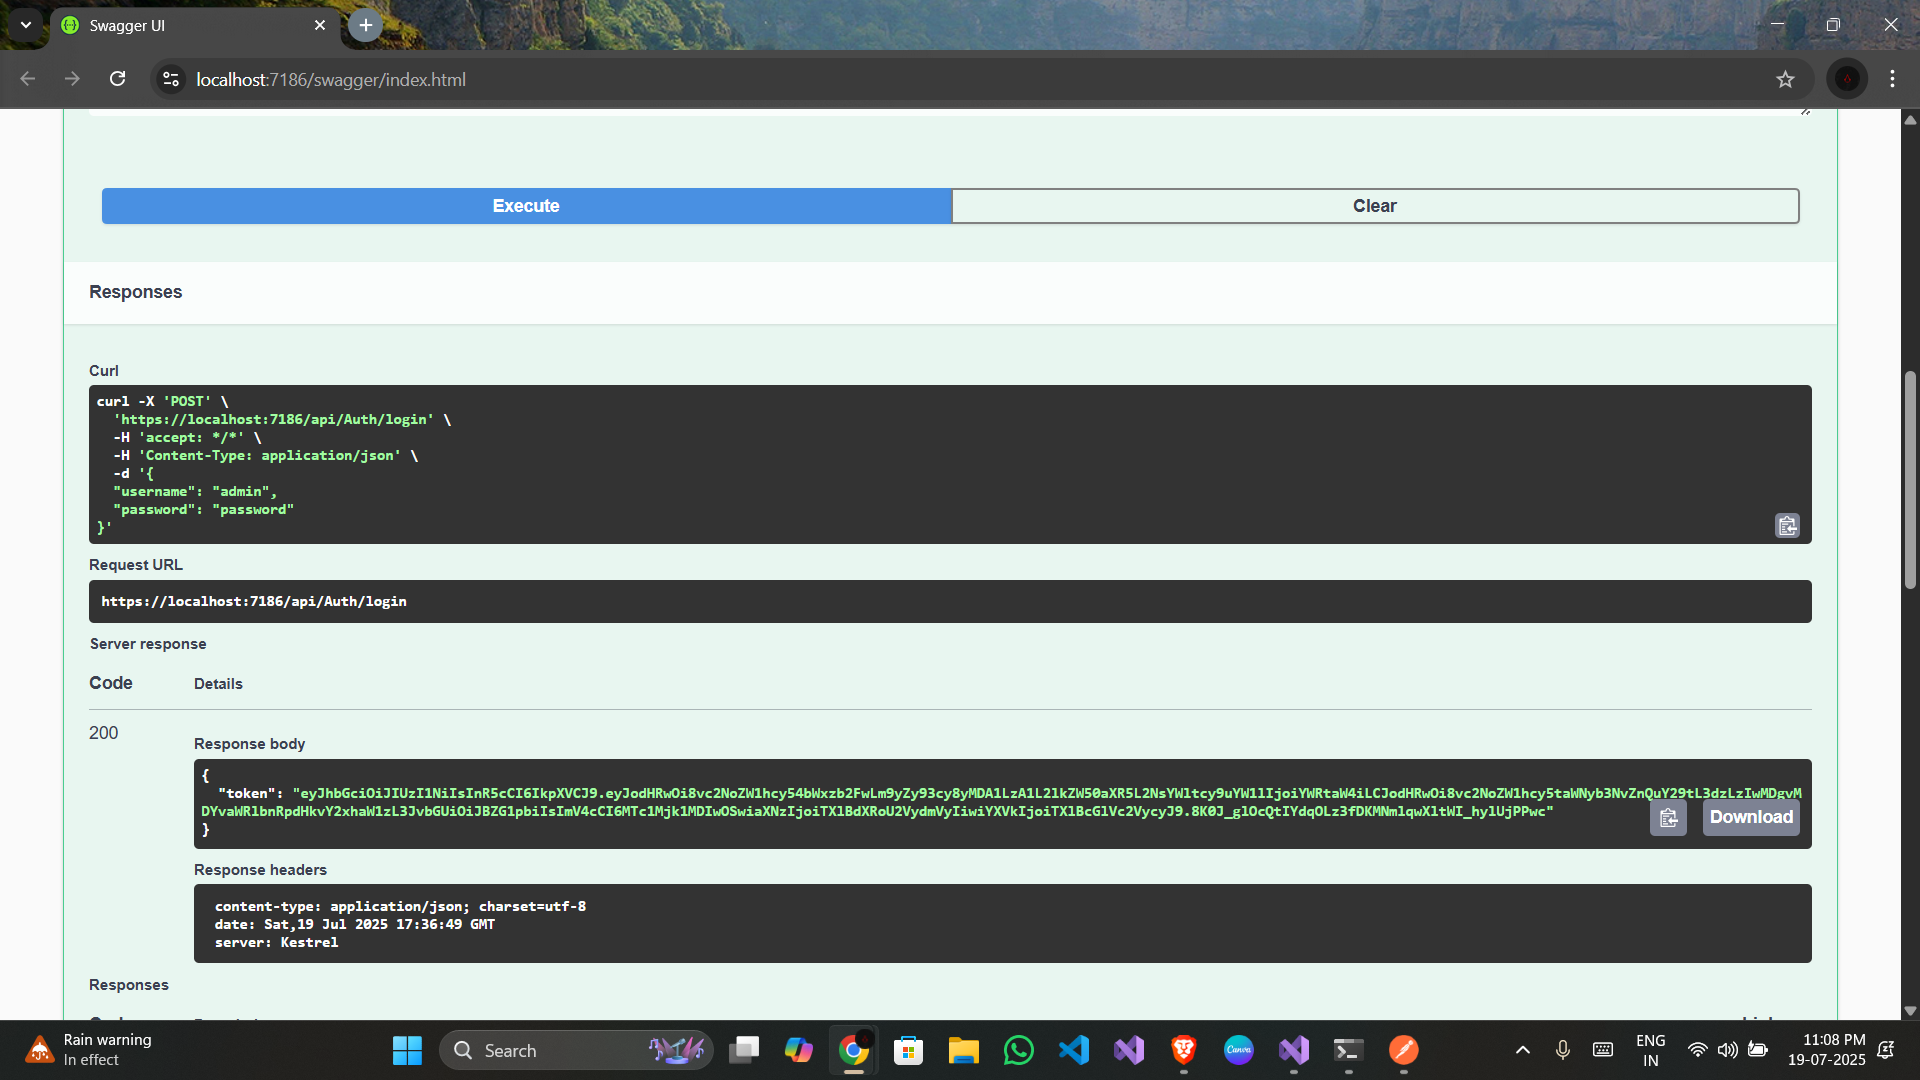 Swagger UI
localhost:7186/swagger/index.html
Execute
Clear
Responses
Curl
curl -X 'POST' \
'https://localhost:7186/api/Auth/login' \
-H 'accept: */*' \
-H 'Content-Type: application/json' \
-d '{
"username": "admin",
"password": "password"
}'
Request URL
https://localhost:7186/api/Auth/login
Server response
Code
Details
200
Response body
{
"token":
}
Download
Response headers
content-type: application/json; charset=utf-8
date: Sat,19 Jul 2025 17:36:49 GMT
server: Kestrel
Responses
Rain warning
In effect
Search
Canva
ENG
IN
11:08 PM
19-07-2025